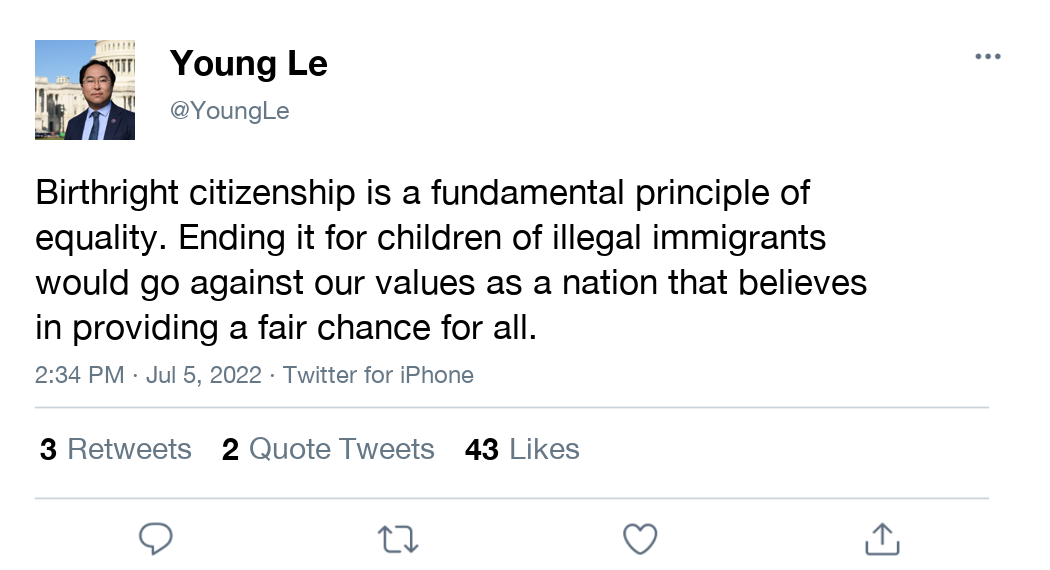 Young Le
@YoungLe
Birthright citizenship is a fundamental principle of
equality. Ending it for children of illegal immigrants
would go against our values as a nation that believes
in providing a fair chance for all.
2:34 PM · Jul 5, 2022 · Twitter for iPhone
3 Retweets 2 Quote Tweets 43 Likes